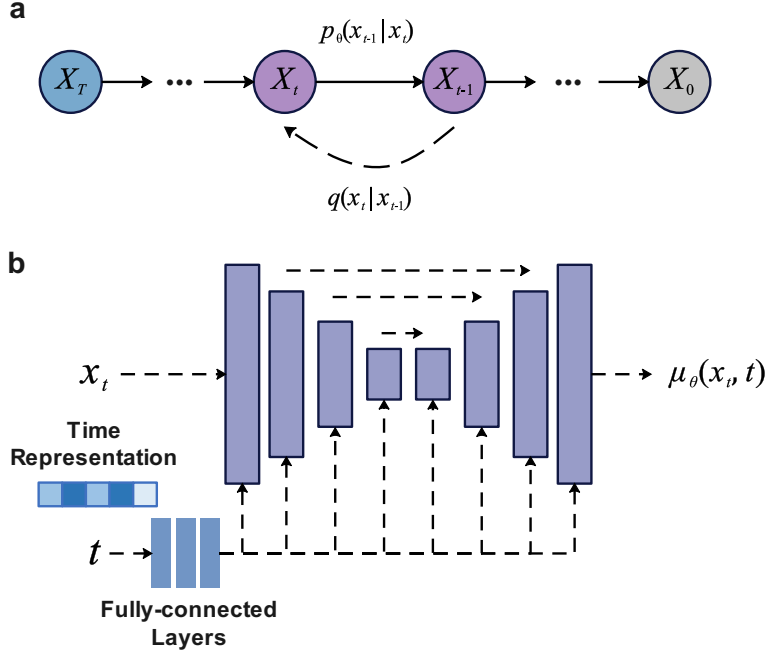 a
p_θ(x_{t-1}|x_t)
X_T ... X_t X_{t-1} ... X_0
q(x_t|x_{t-1})
b
x_t
μ_θ(x_t, t)
Time
Representation
t
Fully-connected
Layers